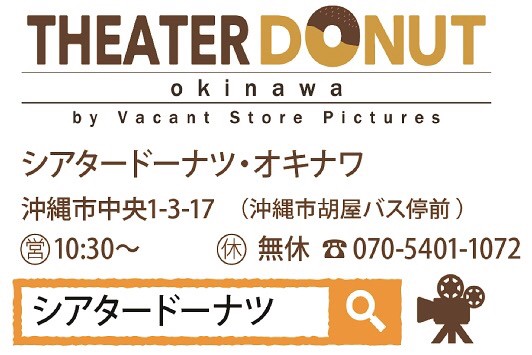 THEATER DONUT
okinawa
by Vacant Store Pictures
シアタードーナツ・オキナワ
沖縄市中央1-3-17 （沖縄市胡屋バス停前）
㊂営 10:30〜 休 無休 ☎ 070-5401-1072
シアタードーナツ